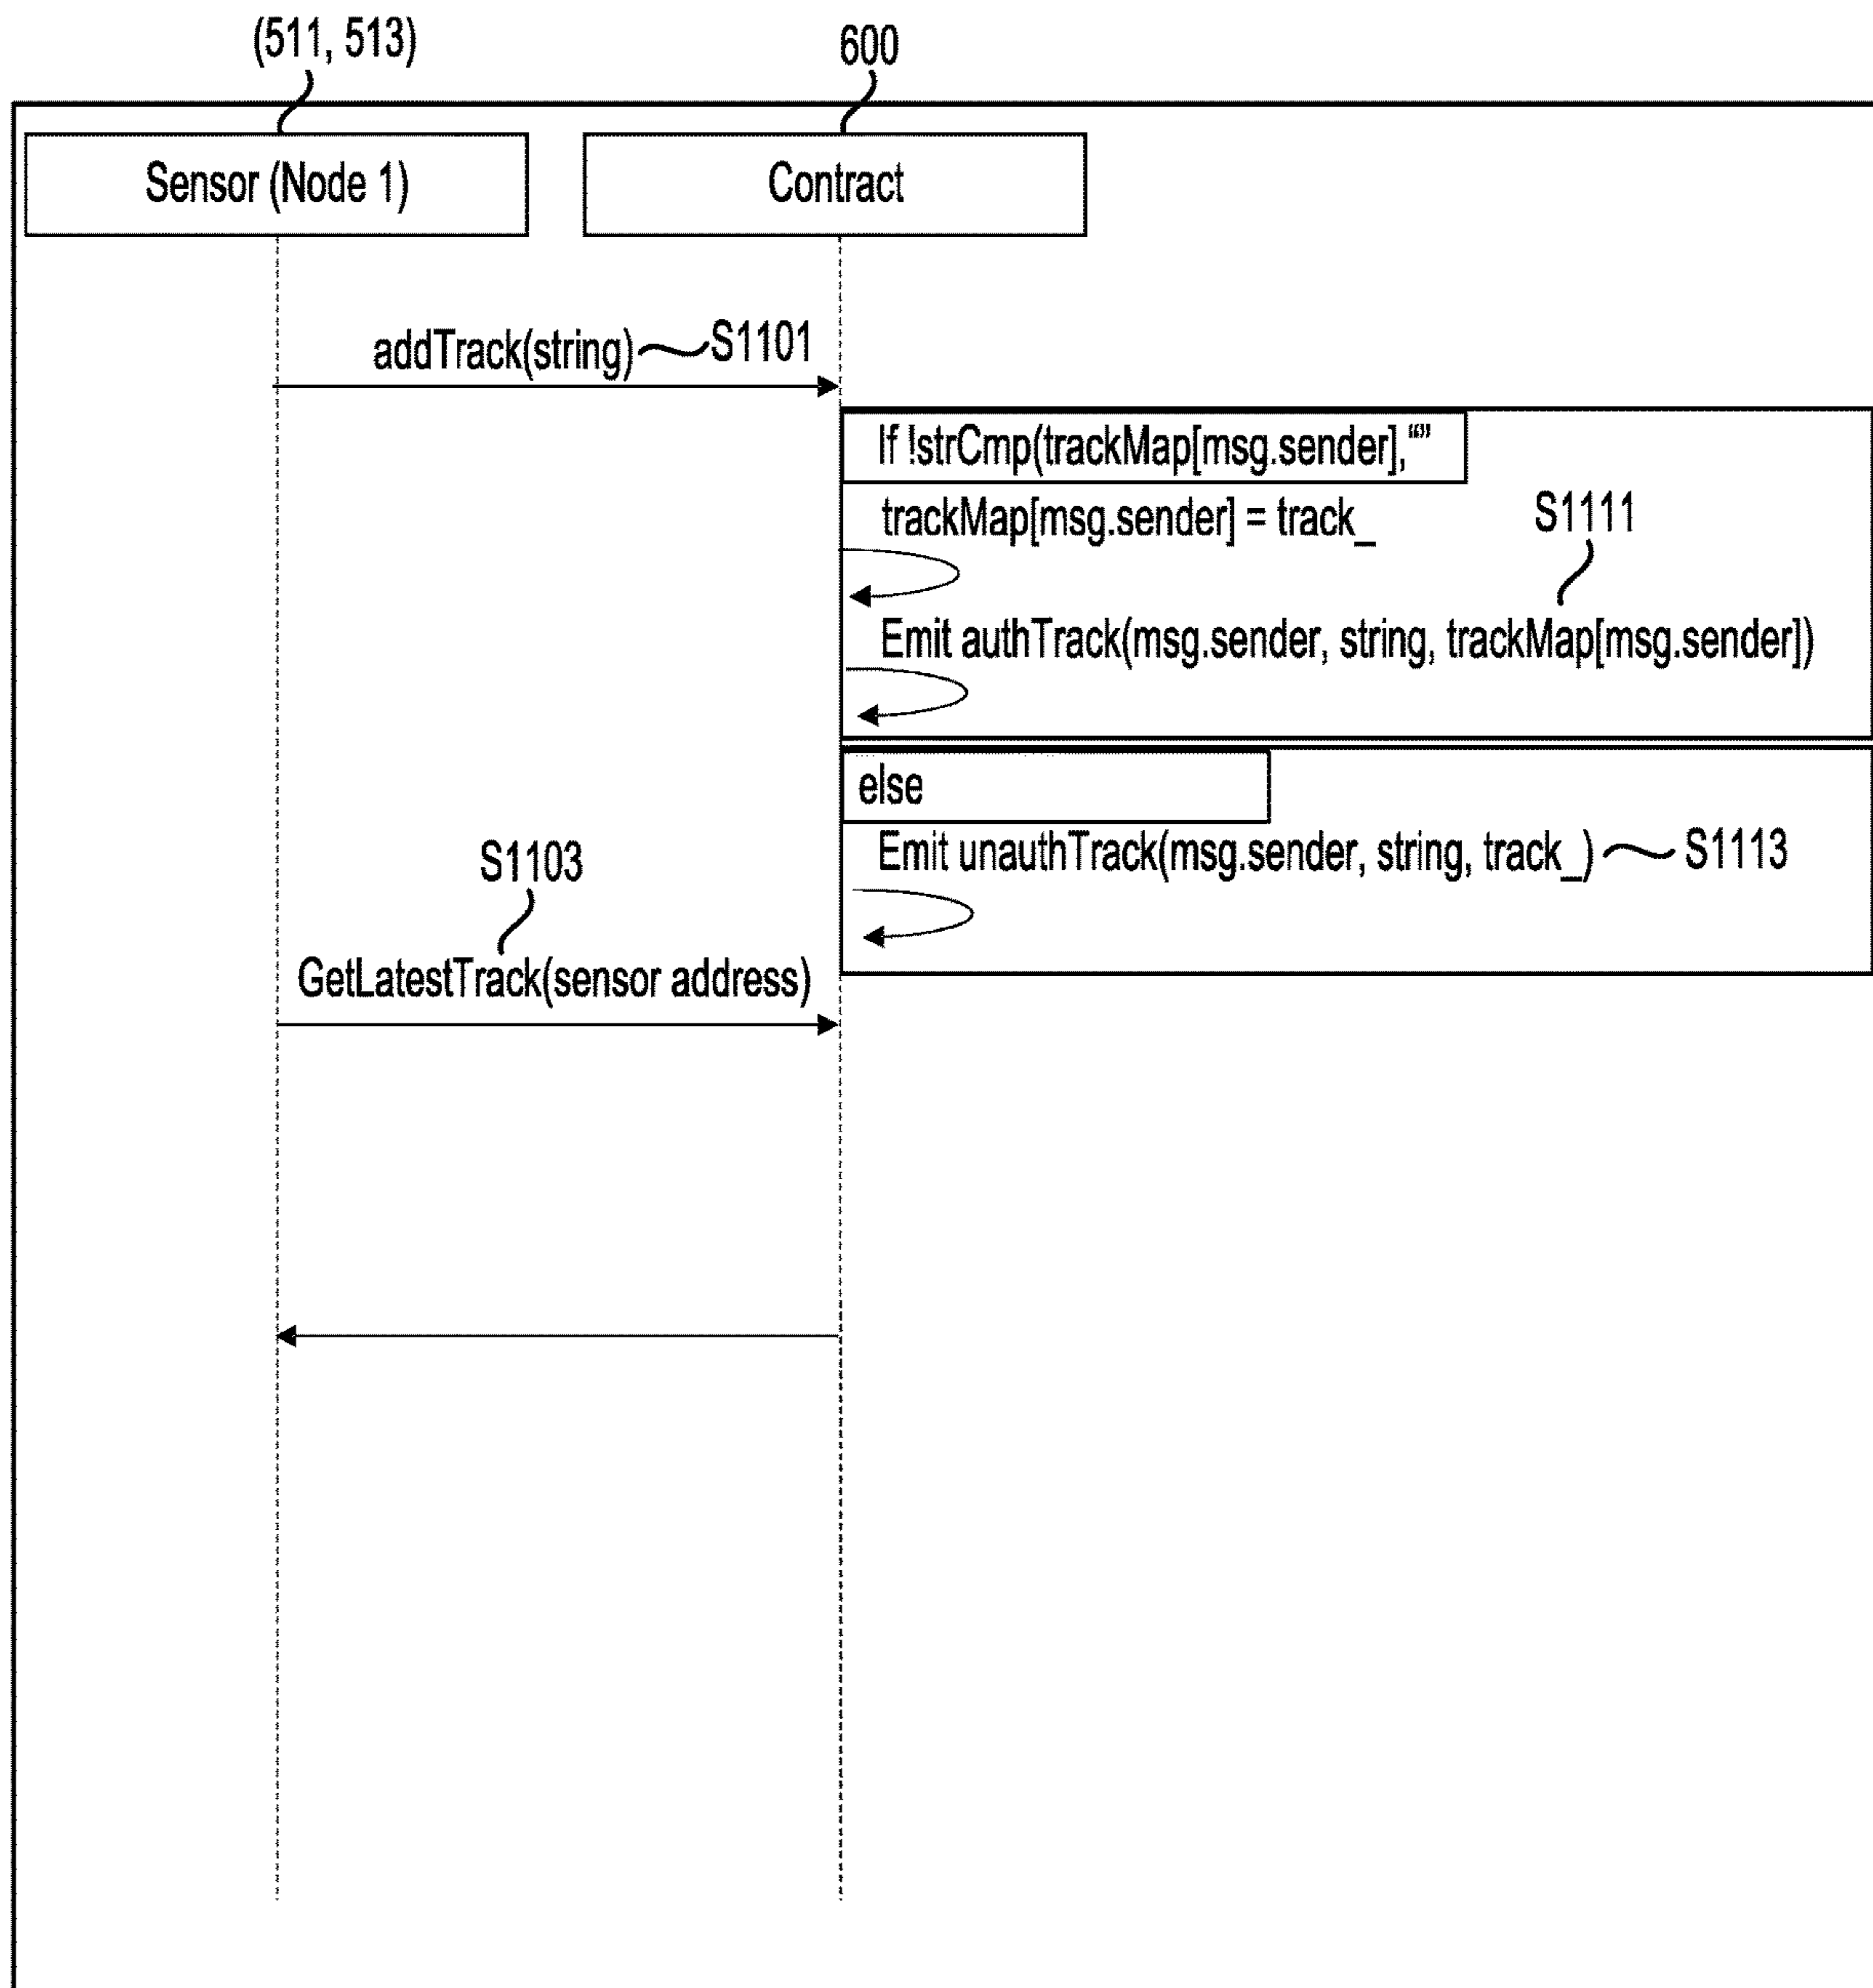 (511, 513)
600
Sensor (Node 1)
Contract
addTrack(string)
S1101
If !strCmp(trackMap[msg.sender],“”
trackMap[msg.sender] = track_
S1111
Emit authTrack(msg.sender, string, trackMap[msg.sender])
else
Emit unauthTrack(msg.sender, string, track_)
S1113
S1103
GetLatestTrack(sensor address)